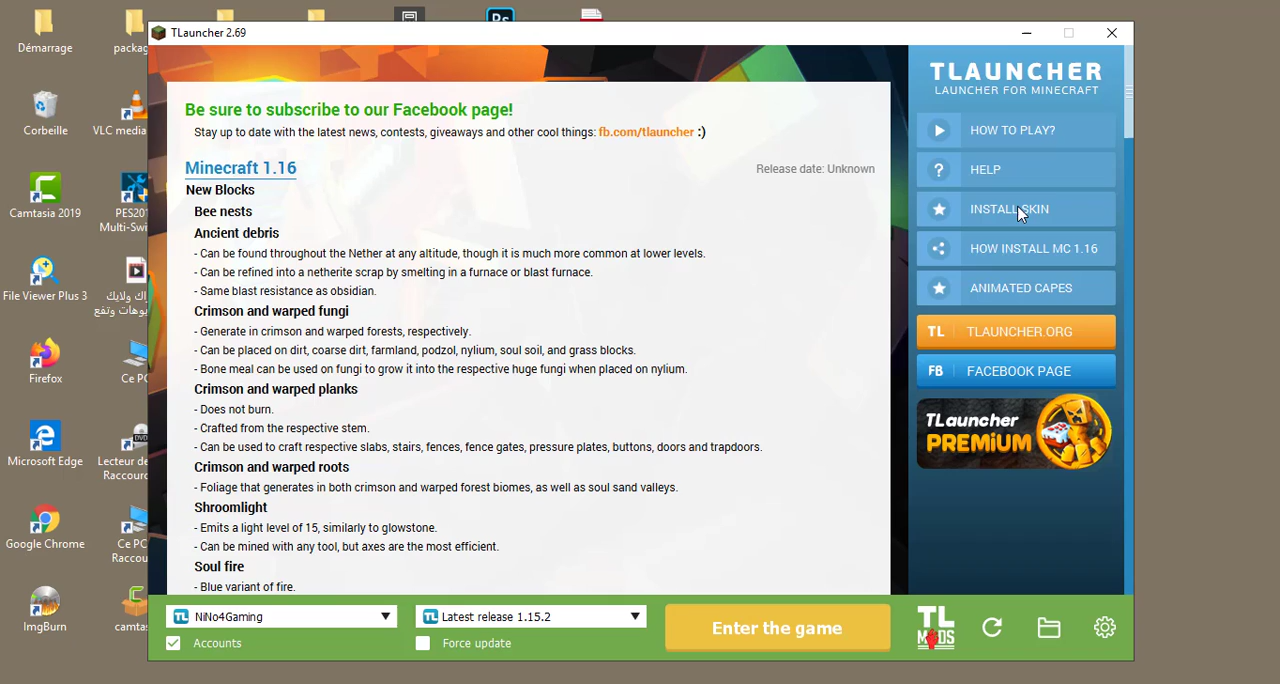 Démarrage
packag
Ps
TLauncher 2.69
Corbeille
VLC media
Camtasia 2019
PES201
Multi-Swi
File Viewer Plus 3
راك ولايك
بوهات وتفع
Firefox
Ce PC
Microsoft Edge
Lecteur de
Raccourc
Google Chrome
Ce PC
Raccou
ImgBurn
camtas
Be sure to subscribe to our Facebook page!
Stay up to date with the latest news, contests, giveaways and other cool things: fb.com/tlauncher :)
Minecraft 1.16
Release date: Unknown
New Blocks
Bee nests
Ancient debris
- Can be found throughout the Nether at any altitude, though it is much more common at lower levels.
- Can be refined into a netherite scrap by smelting in a furnace or blast furnace.
- Same blast resistance as obsidian.
Crimson and warped fungi
- Generate in crimson and warped forests, respectively.
- Can be placed on dirt, coarse dirt, farmland, podzol, nylium, soul soil, and grass blocks.
- Bone meal can be used on fungi to grow it into the respective huge fungi when placed on nylium.
Crimson and warped planks
- Does not burn.
- Crafted from the respective stem.
- Can be used to craft respective slabs, stairs, fences, fence gates, pressure plates, buttons, doors and trapdoors.
Crimson and warped roots
- Foliage that generates in both crimson and warped forest biomes, as well as soul sand valleys.
Shroomlight
- Emits a light level of 15, similarly to glowstone.
- Can be mined with any tool, but axes are the most efficient.
Soul fire
- Blue variant of fire.
TLAUNCHER
LAUNCHER FOR MINECRAFT
HOW TO PLAY?
HELP
INSTALL SKIN
HOW INSTALL MC 1.16
ANIMATED CAPES
TL TLAUNCHER.ORG
FB FACEBOOK PAGE
TLauncher
PREMIUM
TL NiNo4Gaming
TL Latest release 1.15.2
Accounts
Force update
Enter the game
TL
MODS